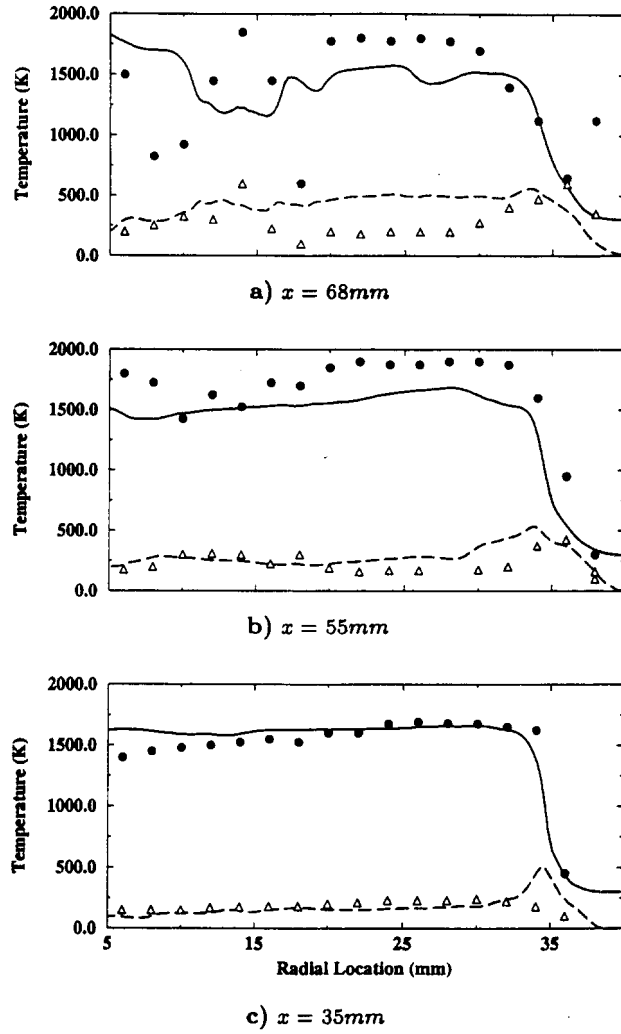 2000.0
1500.0
1000.0
500.0
0.0
Temperature (K)
a) x = 68mm
2000.0
1500.0
1000.0
500.0
0.0
Temperature (K)
b) x = 55mm
2000.0
1500.0
1000.0
500.0
0.0
Temperature (K)
5 15 25 35
Radial Location (mm)
c) x = 35mm